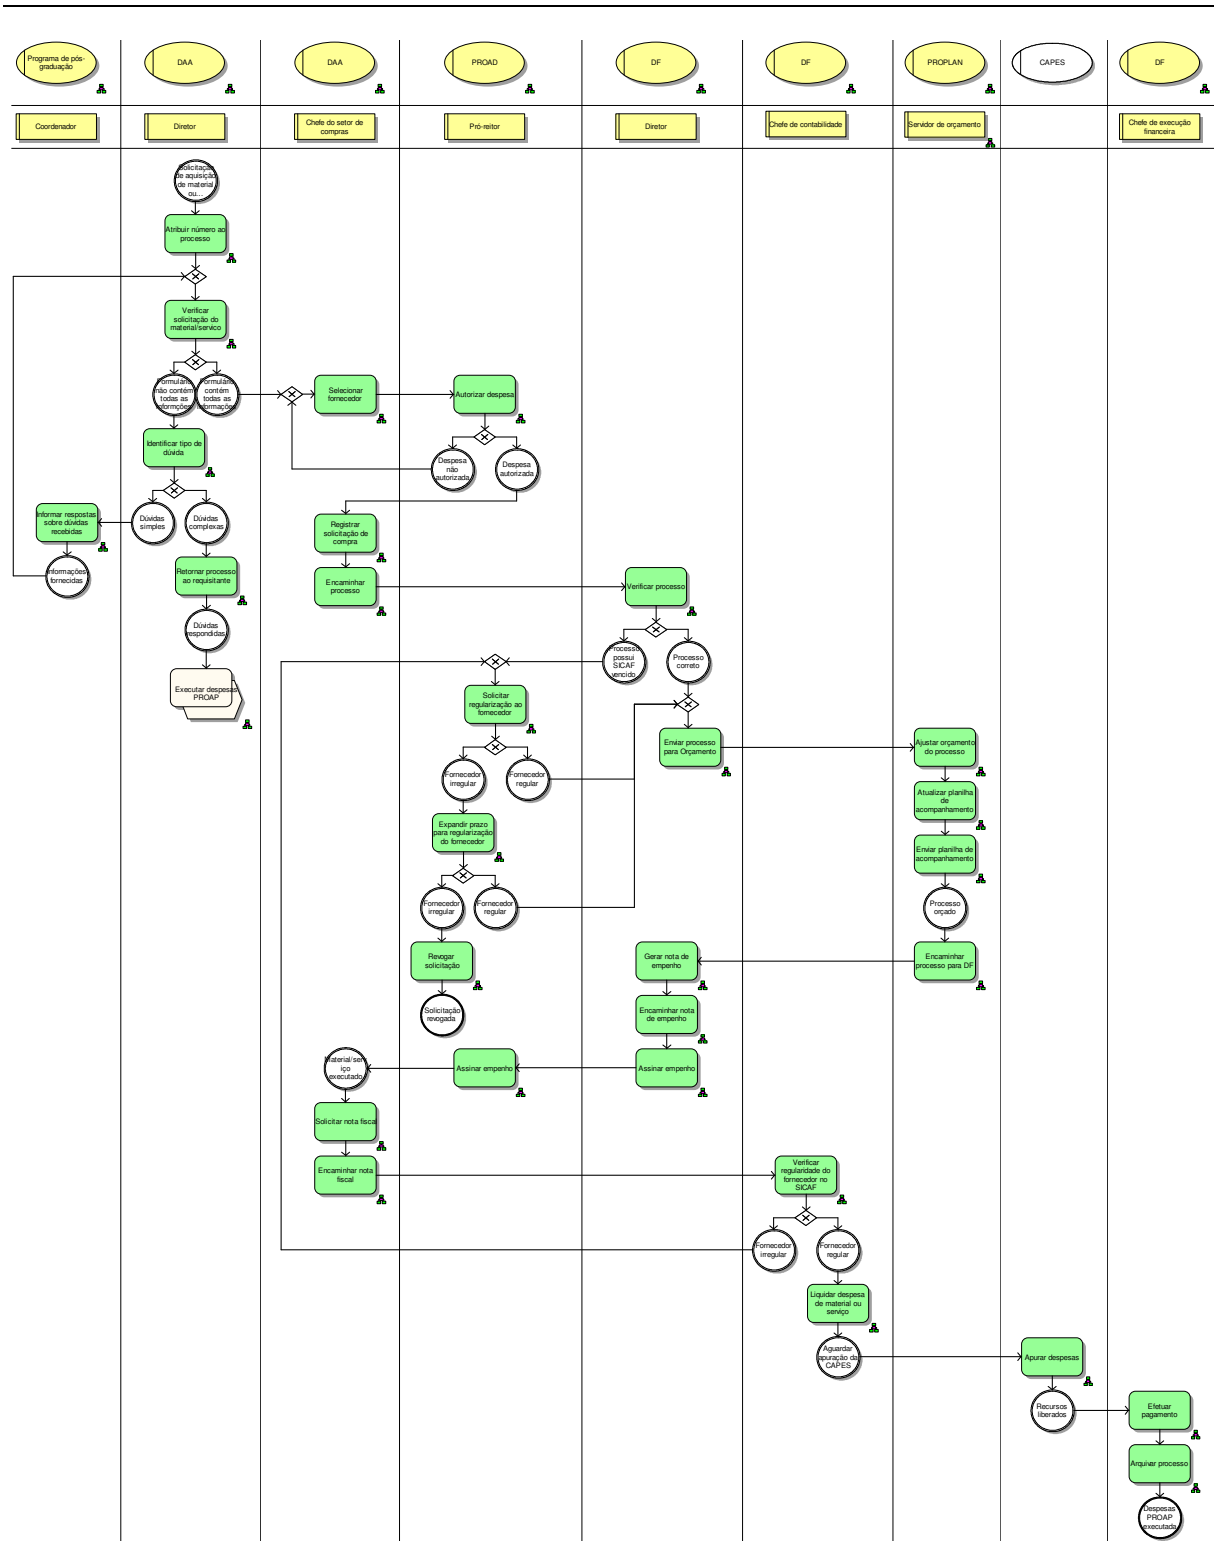 Programa de pós-
graduação
DAA
DAA
PROAD
DF
DF
PROPLAN
CAPES
DF
Coordenador
Diretor
Chefe do setor de
compras
Pró-reitor
Diretor
Chefe de contabilidade
Servidor de orçamento
Chefe de execução
financeira
Solicitação
de aquisição
de material
ou...
Atribuir número ao
processo
Verificar
solicitação do
material/servico
Formulário
não contém
todas as
informções
Formulário
contém
todas as
informações
Selecionar
fornecedor
Autorizar despesa
Identificar tipo de
dúvida
Despesa
não
autorizada
Despesa
autorizada
Informar respostas
sobre dúvidas
recebidas
Dúvidas
simples
Dúvidas
complexas
Registrar
solicitação de
compra
Informações
fornecidas
Retornar processo
ao requisitante
Encaminhar
processo
Verificar processo
Dúvidas
respondidas
Processo
possui
SICAF
vencido
Processo
correto
Executar despesas
PROAP
Solicitar
regularização ao
fornecedor
Enviar processo
para Orçamento
Ajustar orçamento
do processo
Fornecedor
irregular
Fornecedor
regular
Atualizar planilha
de
acompanhamento
Expandir prazo
para regularização
do fornecedor
Enviar planilha de
acompanhamento
Fornecedor
irregular
Fornecedor
regular
Processo
orçado
Revogar
solicitação
Gerar nota de
empenho
Encaminhar
processo para DF
Solicitação
revogada
Encaminhar nota
de empenho
Material/serv
iço
executado
Assinar empenho
Assinar empenho
Solicitar nota fiscal
Encaminhar nota
fiscal
Verificar
regularidade do
fornecedor no
SICAF
Fornecedor
irregular
Fornecedor
regular
Liquidar despesa
de material ou
serviço
Aguardar
apuração da
CAPES
Apurar despesas
Recursos
liberados
Efetuar
pagamento
Arquivar processo
Despesas
PROAP
executada